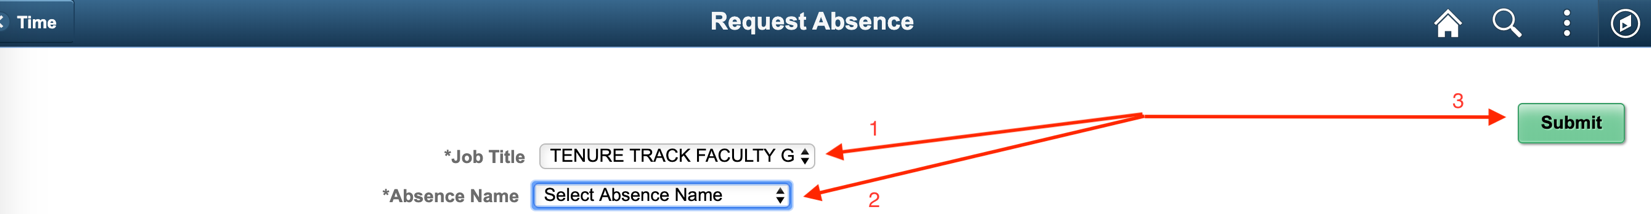 Time
Request Absence
3
Submit
1
*Job Title
TENURE TRACK FACULTY G
*Absence Name
Select Absence Name
2